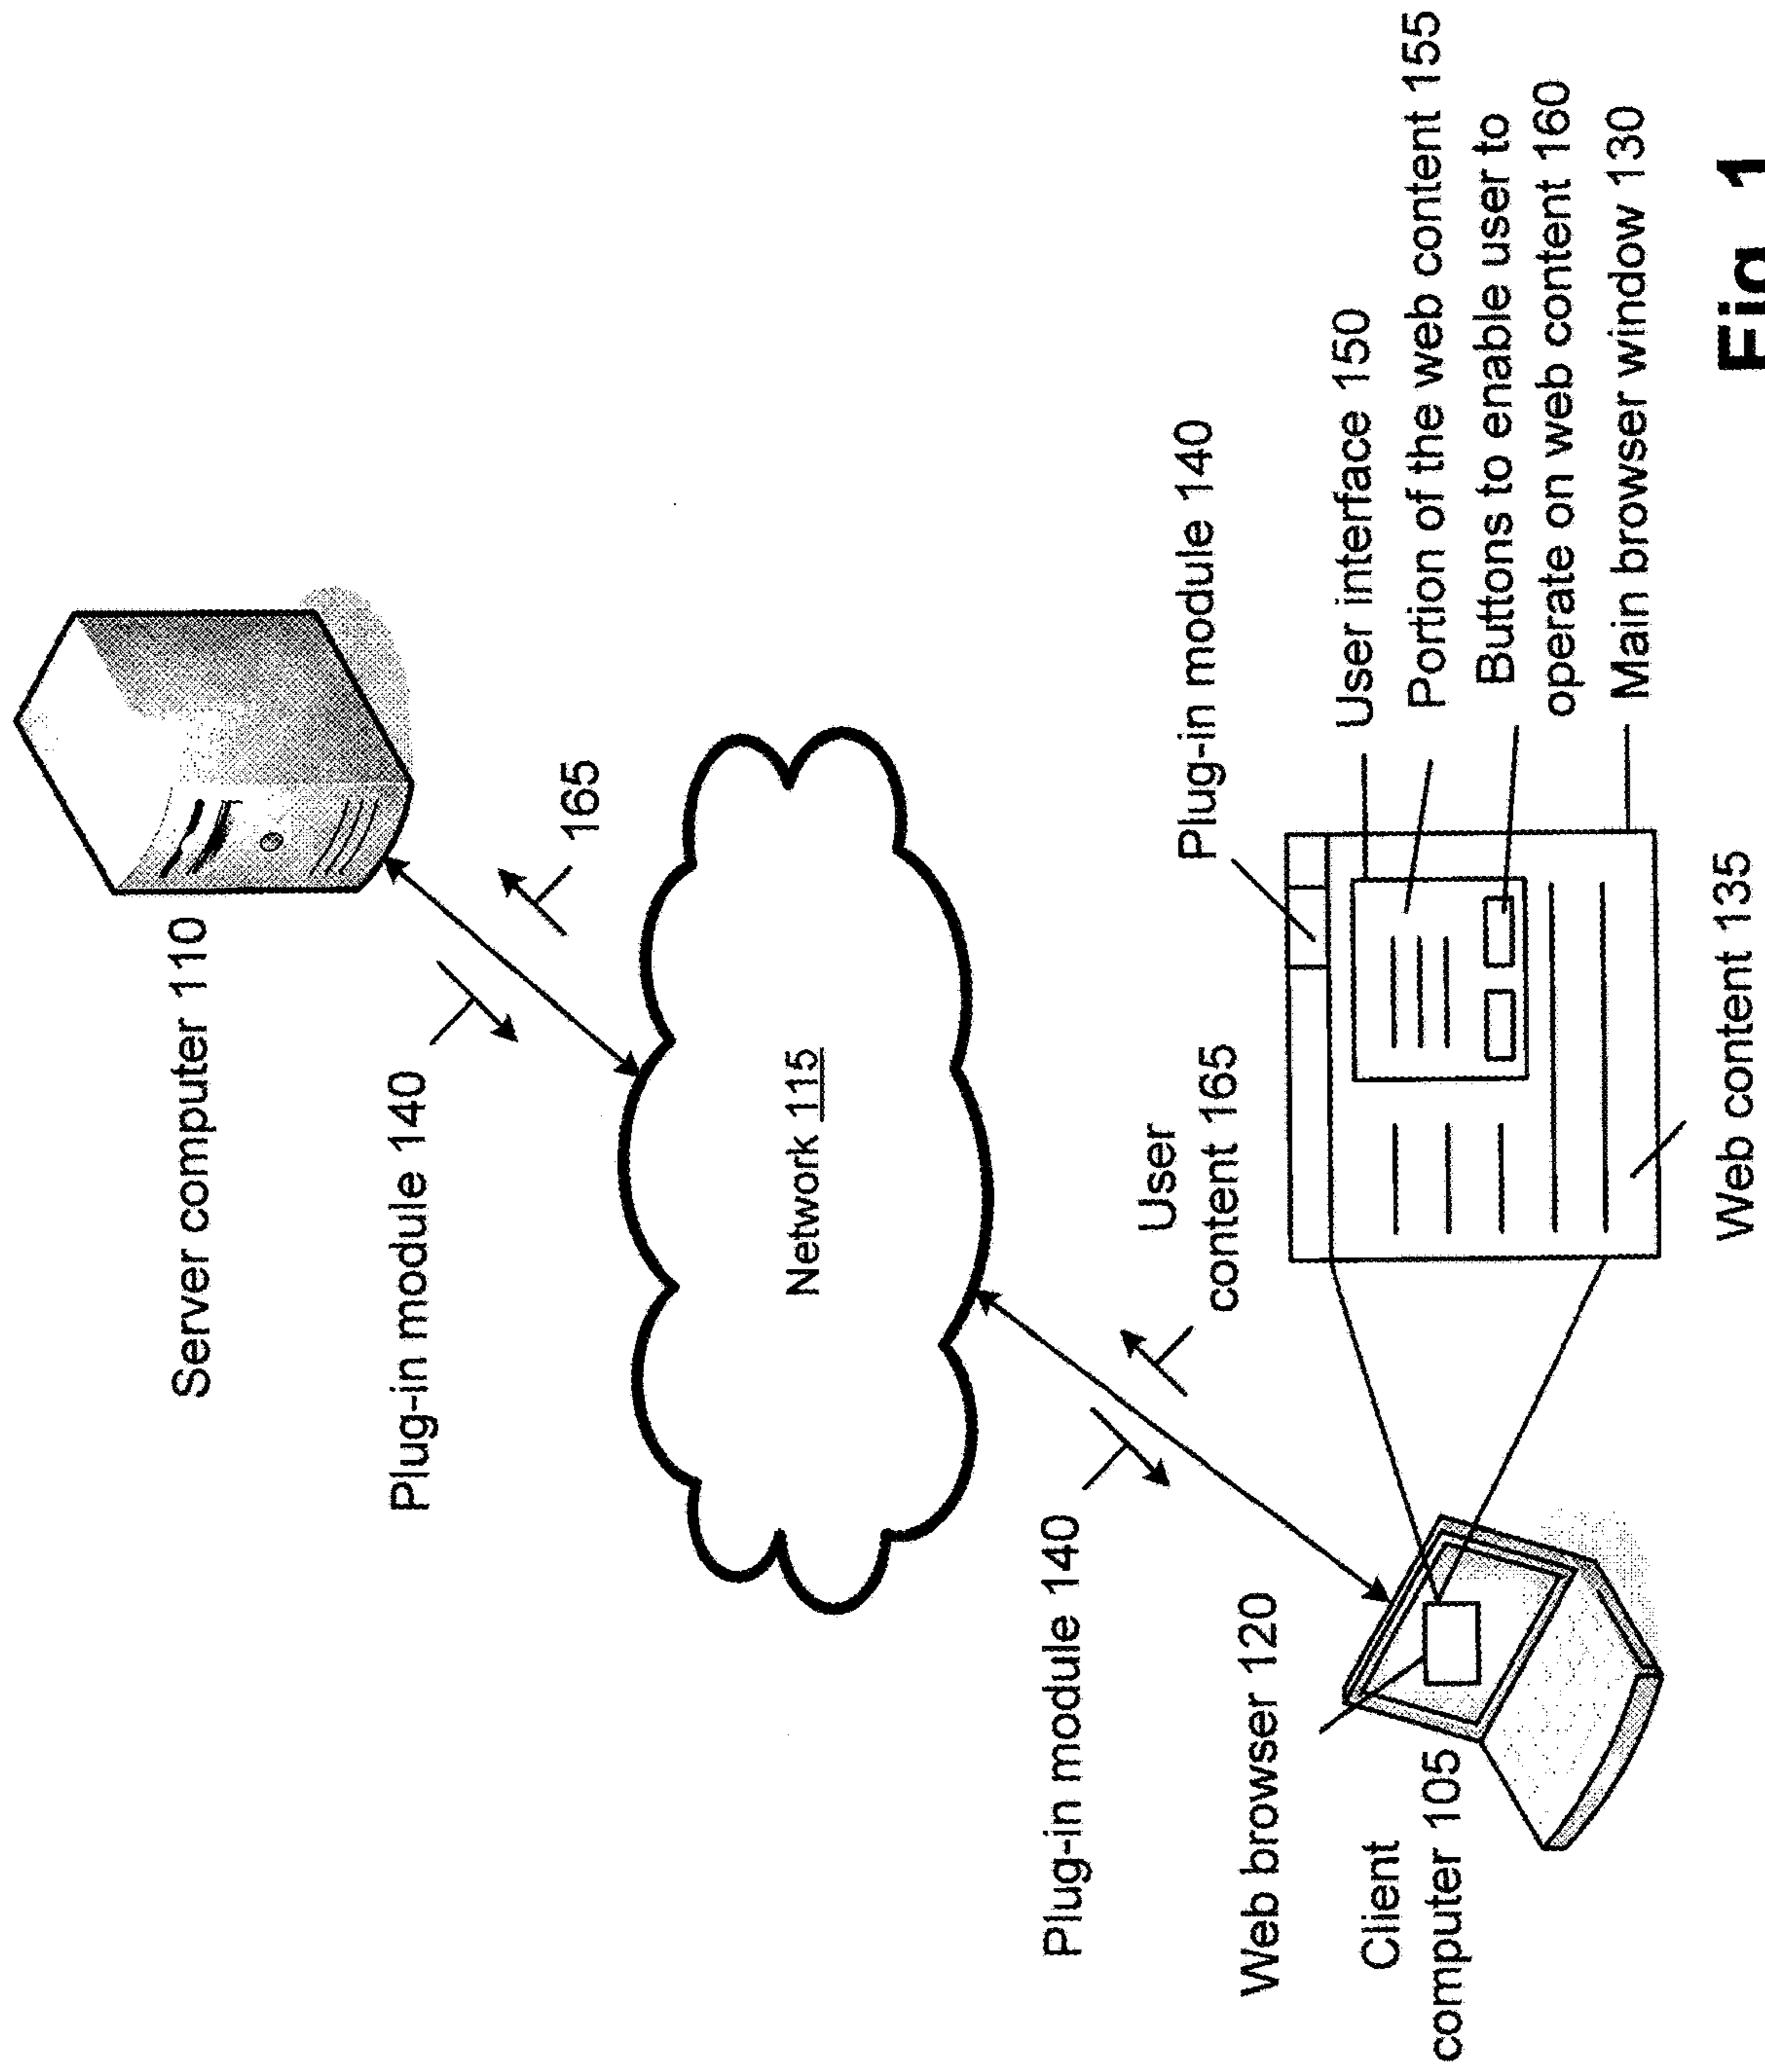 Server computer 110
Plug-in module 140
165
Network 115
Plug-in module 140
User
content 165
Web browser 120
Client
computer 105
Plug-in module 140
User interface 150
Portion of the web content 155
Buttons to enable user to
operate on web content 160
Main browser window 130
Web content 135
Fig. 1